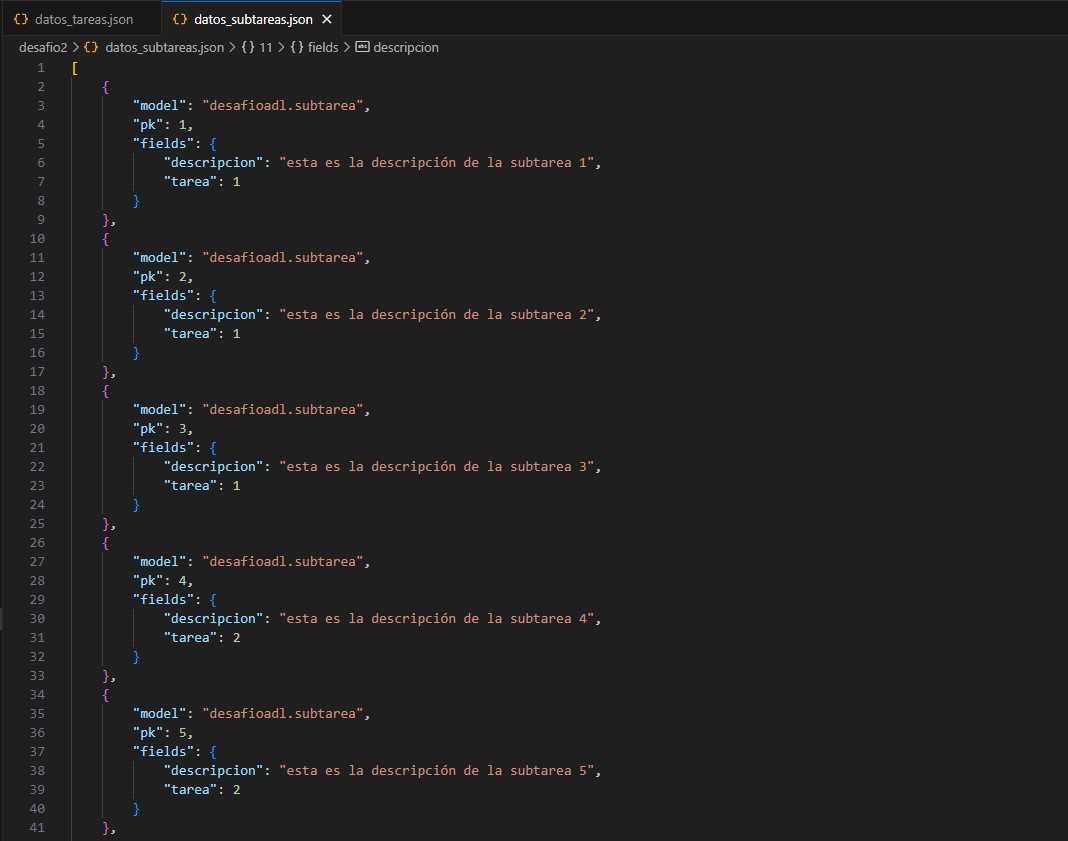 datos_tareas.json datos_subtareas.json
desafio2 > {} datos_subtareas.json > {} 11 > {} fields > abc descripcion
1 [
2 {
3 "model": "desafioadl.subtarea",
4 "pk": 1,
5 "fields": {
6 "descripcion": "esta es la descripción de la subtarea 1",
7 "tarea": 1
8 }
9 },
10 {
11 "model": "desafioadl.subtarea",
12 "pk": 2,
13 "fields": {
14 "descripcion": "esta es la descripción de la subtarea 2",
15 "tarea": 1
16 }
17 },
18 {
19 "model": "desafioadl.subtarea",
20 "pk": 3,
21 "fields": {
22 "descripcion": "esta es la descripción de la subtarea 3",
23 "tarea": 1
24 }
25 },
26 {
27 "model": "desafioadl.subtarea",
28 "pk": 4,
29 "fields": {
30 "descripcion": "esta es la descripción de la subtarea 4",
31 "tarea": 2
32 }
33 },
34 {
35 "model": "desafioadl.subtarea",
36 "pk": 5,
37 "fields": {
38 "descripcion": "esta es la descripción de la subtarea 5",
39 "tarea": 2
40 }
41 },